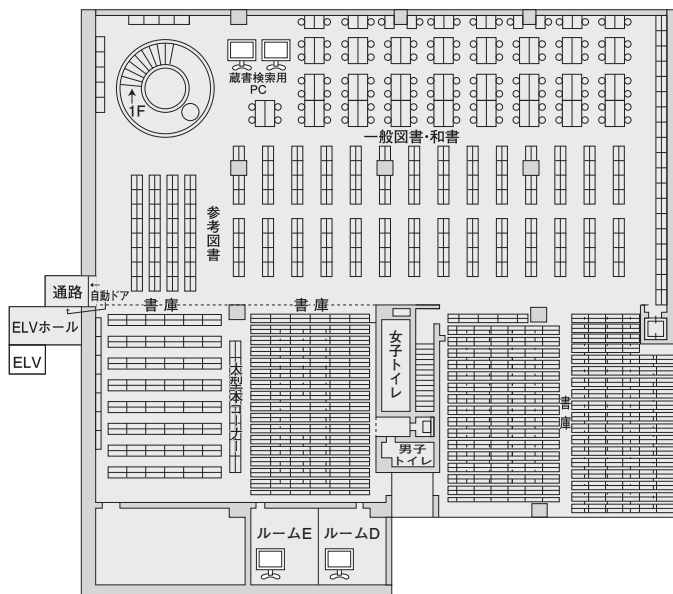 蔵書検索用
PC
1F
一般図書・和書
参考図書
通路
自動ドア
ELVホール
ELV
書庫
書庫
大型本コーナー
女子トイレ
男子
トイレ
書庫
ルームE
ルームD